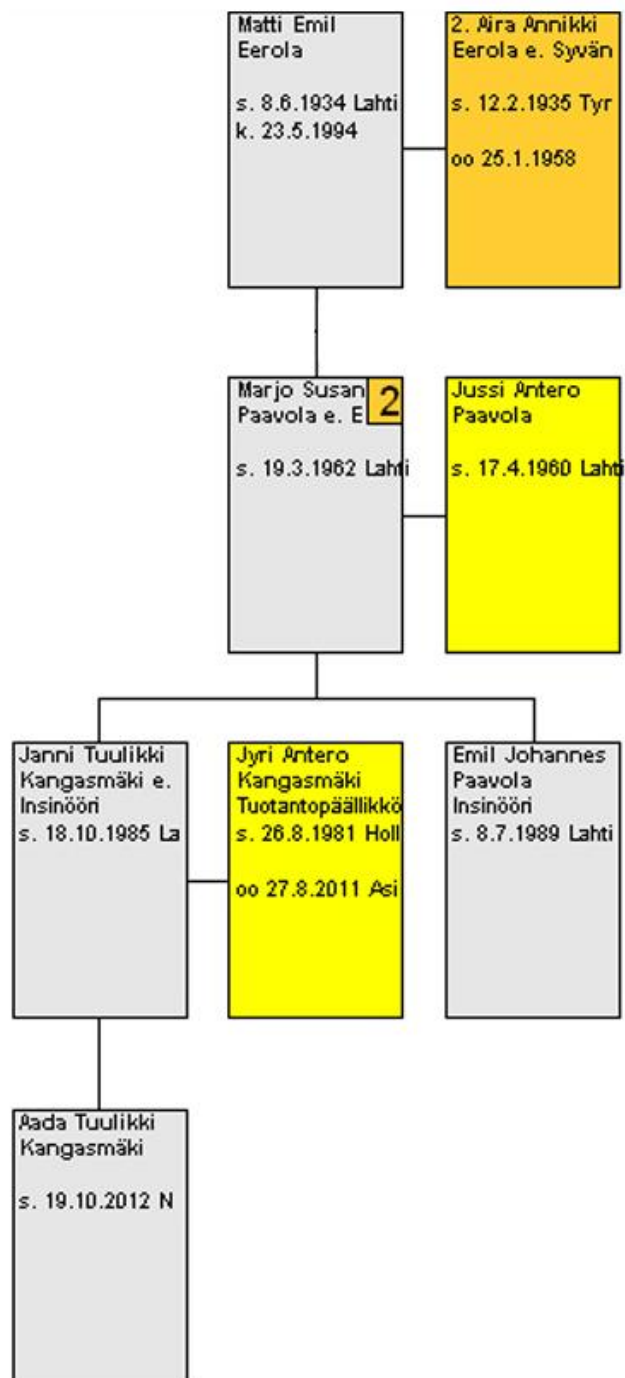 Matti Emil
Eerola
s. 8.6.1934 Lahti
k. 23.5.1994
2. Aira Annikki
Eerola e. Syvän
s. 12.2.1935 Tyr
oo 25.1.1958
Marjo Susan
Paavola e. E
2
s. 19.3.1962 Lahti
Jussi Antero
Paavola
s. 17.4.1960 Lahti
Janni Tuulikki
Kangasmäki e.
Insinööri
s. 18.10.1985 La
Jyri Antero
Kangasmäki
Tuotantopäällikkö
s. 26.8.1981 Holl
oo 27.8.2011 Asi
Emil Johannes
Paavola
Insinööri
s. 8.7.1989 Lahti
Aada Tuulikki
Kangasmäki
s. 19.10.2012 N